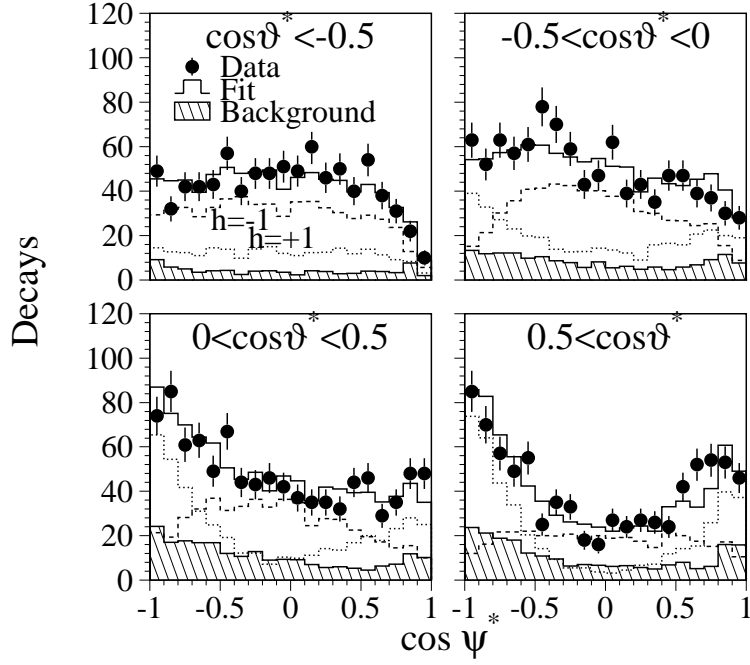 cosϑ*<-0.5
-0.5<cosϑ*<0
Data
Fit
Background
h=-1
h=+1
0<cosϑ*<0.5
0.5<cosϑ*
Decays
120
100
80
60
40
20
0
120
100
80
60
40
20
0
-1 -0.5 0 0.5 1
-1 -0.5 0 0.5 1
cos ψ*